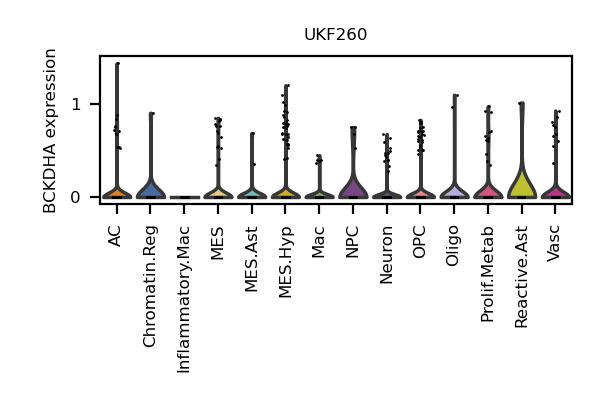 UKF260
BCKDHA expression
1
0
AC
Chromatin.Reg
Inflammatory.Mac
MES
MES.Ast
MES.Hyp
Mac
NPC
Neuron
OPC
Oligo
Prolif.Metab
Reactive.Ast
Vasc